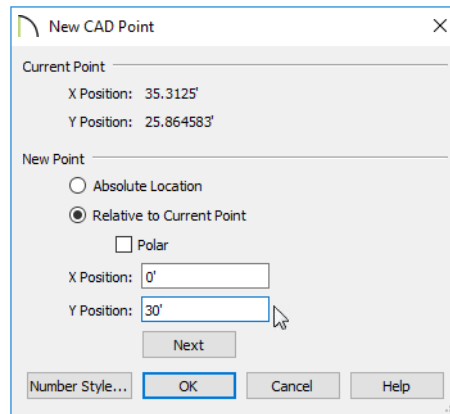 New CAD Point
Current Point
X Position: 35.3125'
Y Position: 25.864583'
New Point
Absolute Location
Relative to Current Point
Polar
X Position: 0'
Y Position: 30'
Next
Number Style... OK Cancel Help